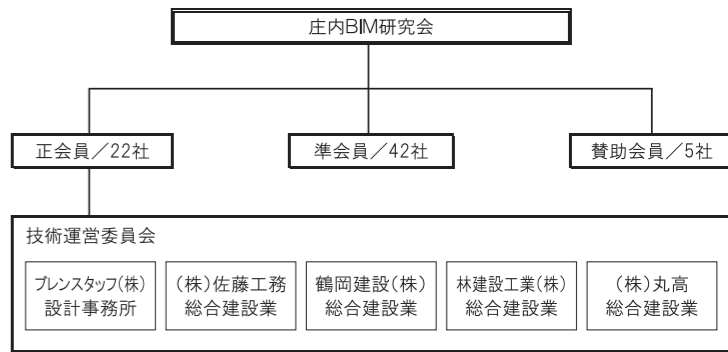 庄内BIM研究会
正会員／22社
準会員／42社
賛助会員／5社
技術運営委員会
ブレンスタッフ(株)
設計事務所
(株)佐藤工務
総合建設業
鶴岡建設(株)
総合建設業
林建設工業(株)
総合建設業
(株)丸高
総合建設業